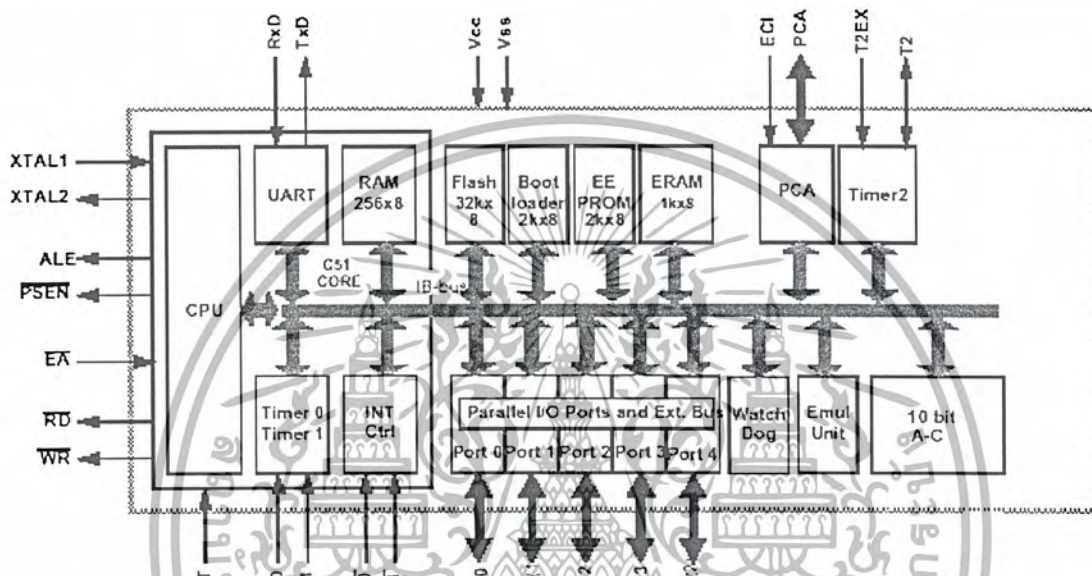 RxD
TxD
Vcc
Vss
ECI
PCA
T2EX
T2
XTAL1
XTAL2
ALE
PSEN
EA
RD
WR
CPU
UART
RAM
256x8
Flash
32kx
8
Boot
loader
2kx8
EE
PROM
2kx8
ERAM
1kx8
PCA
Timer2
C51
CORE
IB-bus
Timer 0
Timer 1
INT
Ctrl
Parallel I/O Ports and Ext. Bus
Port 0
Port 1
Port 2
Port 3
Port 4
Watch
Dog
Emul
Unit
10 bit
A-C